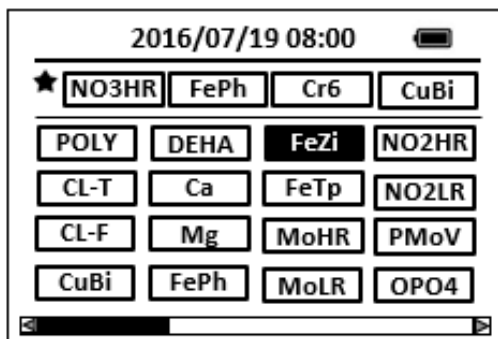 2016/07/19 08:00
NO3HR FePh Cr6 CuBi
POLY DEHA FeZi NO2HR
CL-T Ca FeTp NO2LR
CL-F Mg MoHR PMoV
CuBi FePh MoLR OPO4